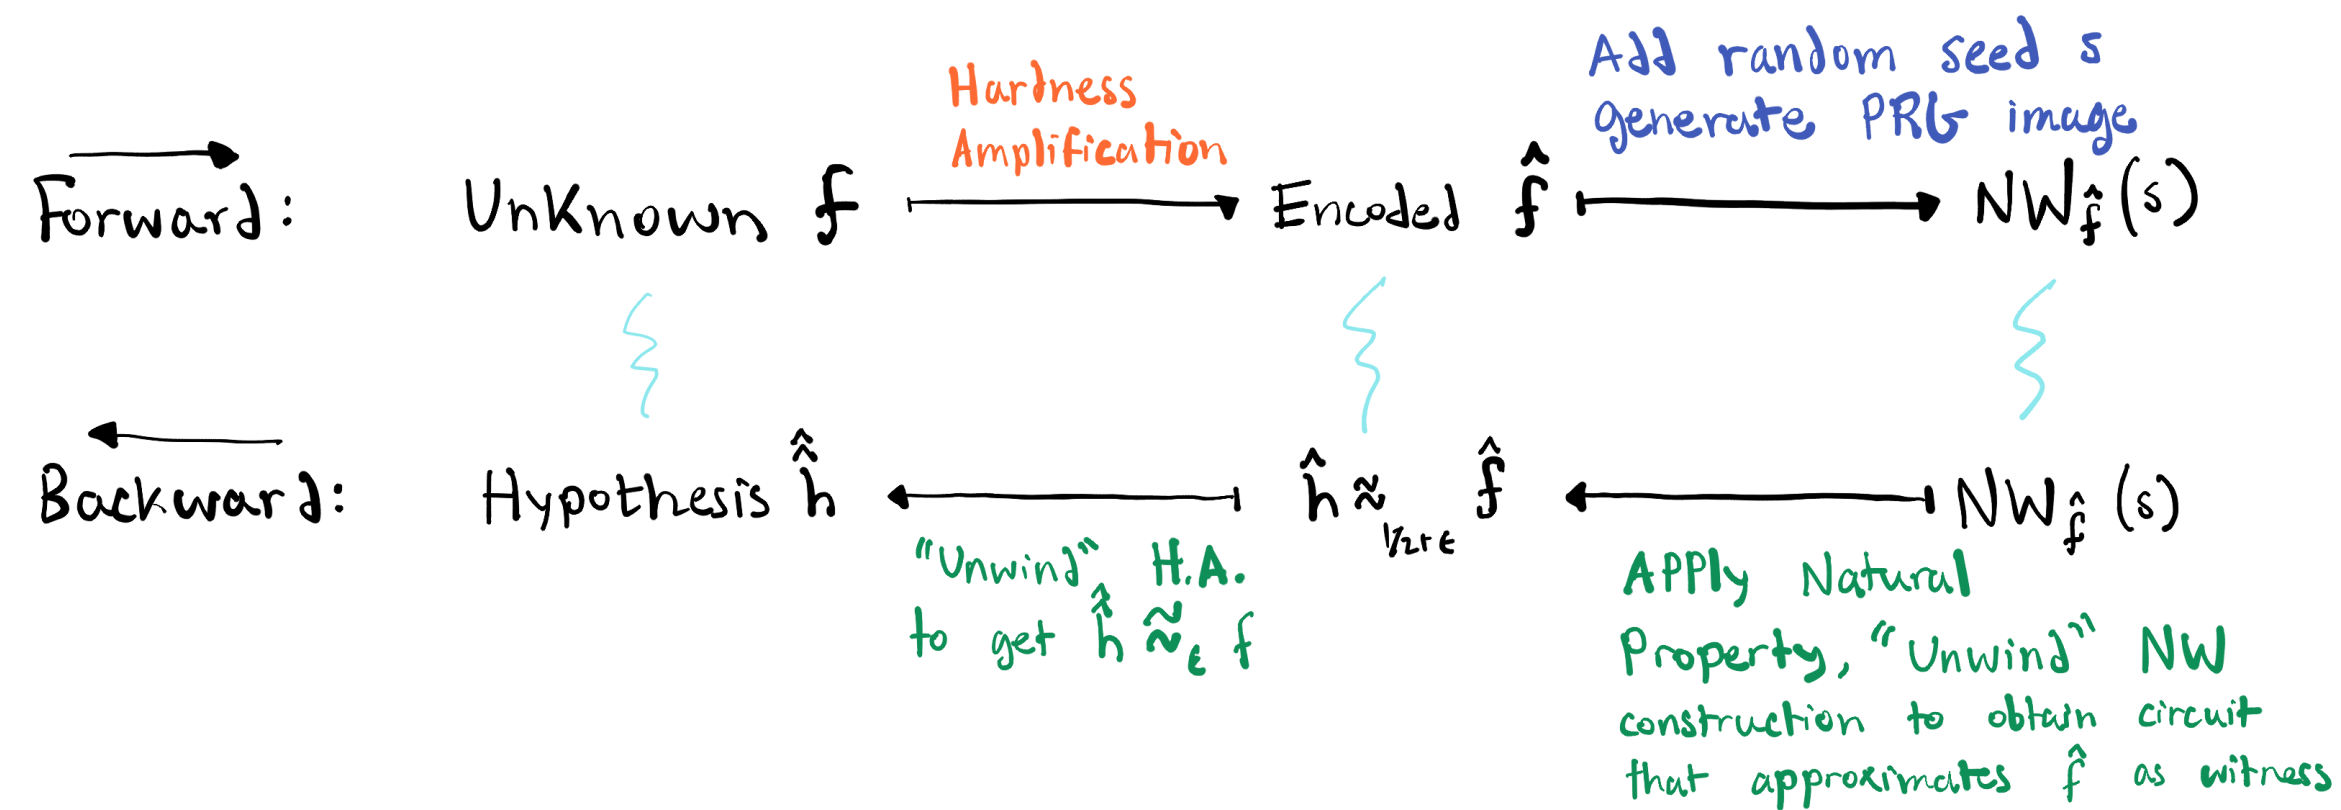 Add random seed s
generate PRG image
Hardness
Amplification
Forward: Unknown f Encoded f̂ NW_f̂(s)
Backward: Hypothesis ĥ̂ ĥ ≈_{1/2+ε} f̂ NW_f̂(s)
"Unwind" H.A.
to get ĥ̂ ≈̃_ε f
Apply Natural
Property, "Unwind" NW
construction to obtain circuit
that approximates f̂ as witness